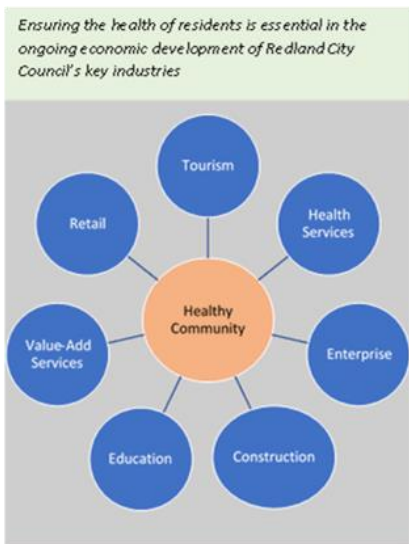 Ensuring the health of residents is essential in the
ongoing economic development of Redland City
Council's key industries
Tourism
Retail
Health
Services
Healthy
Community
Value-Add
Services
Enterprise
Education
Construction